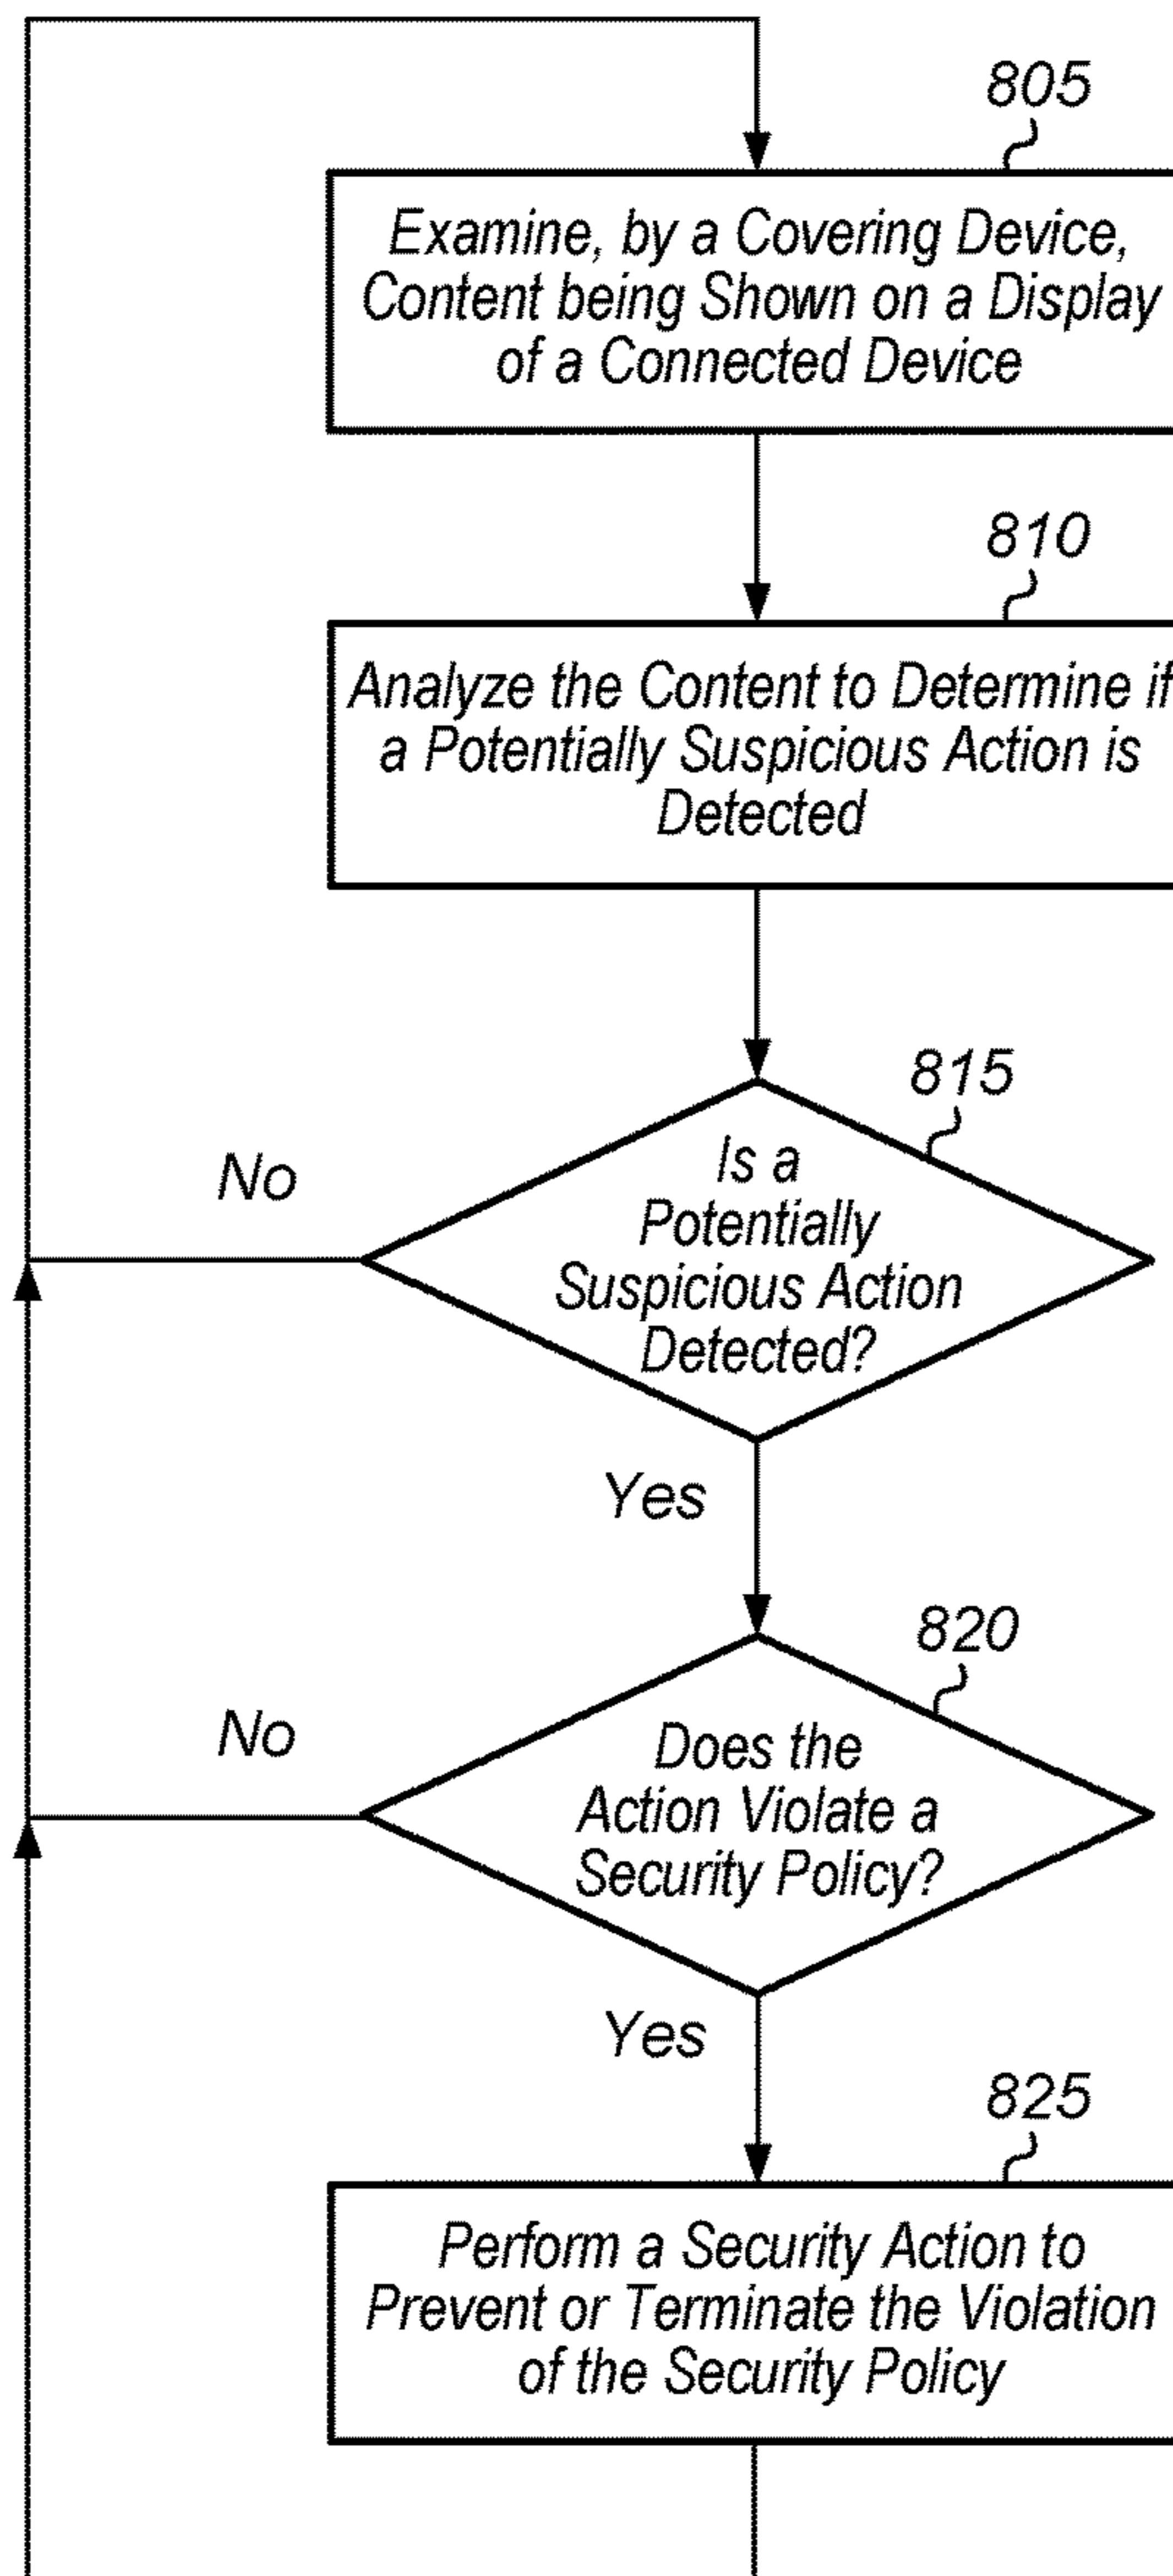 805
Examine, by a Covering Device,
Content being Shown on a Display
of a Connected Device
810
Analyze the Content to Determine if
a Potentially Suspicious Action is
Detected
815
No
Is a
Potentially
Suspicious Action
Detected?
Yes
820
No
Does the
Action Violate a
Security Policy?
Yes
825
Perform a Security Action to
Prevent or Terminate the Violation
of the Security Policy